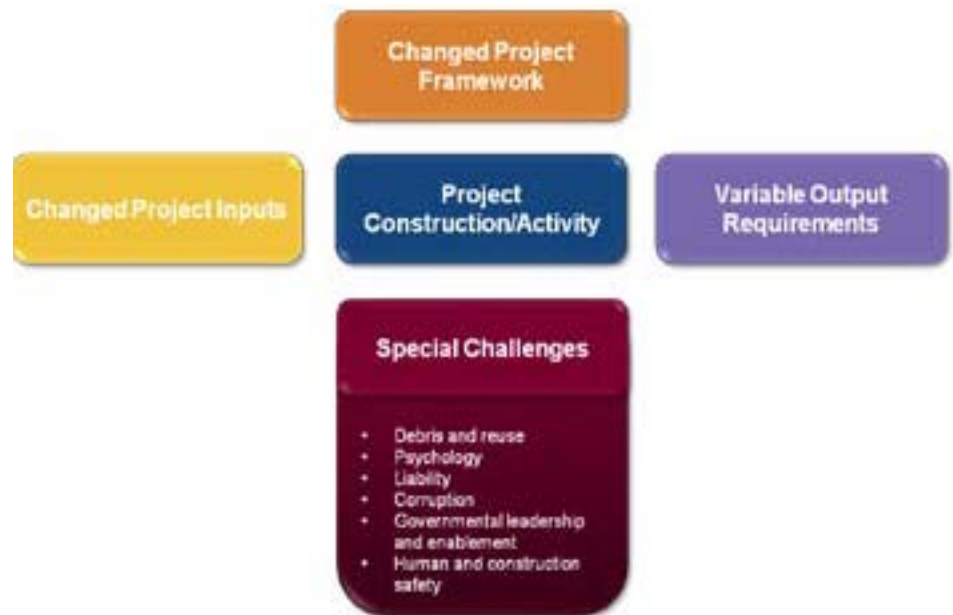 Changed Project
Framework
Changed Project Inputs
Project
Construction/Activity
Variable Output
Requirements
Special Challenges
+ Debris and reuse
+ Psychology
+ Liability
+ Corruption
+ Governmental leadership
and enablement
+ Human and construction
safety